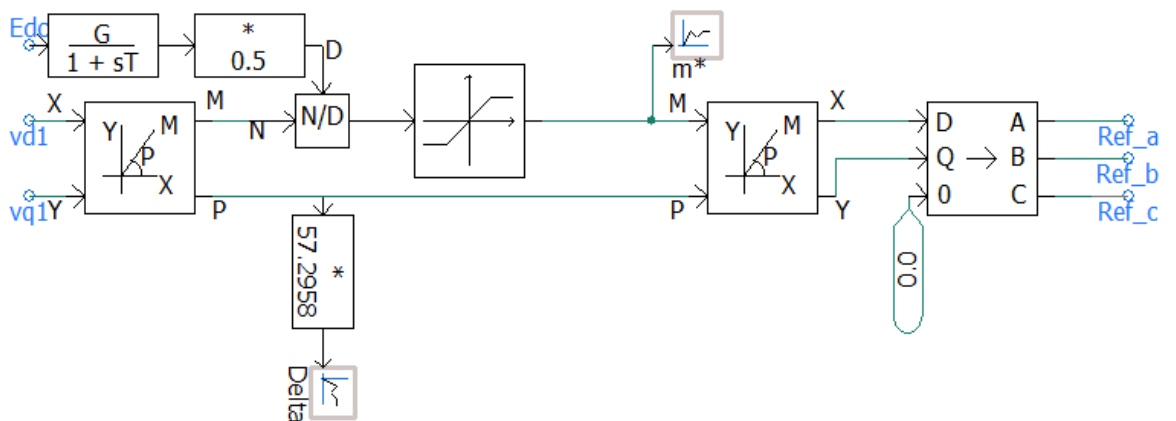 Edc
G
1 + sT
*
0.5
D
m*
X
M
N
N/D
vd1
Y
M
P
X
vq1
Y
P
M
Y
M
P
X
P
X
Y
D
Q
0
A
B
C
Ref_a
Ref_b
Ref_c
*
57.2958
0.0
Delta